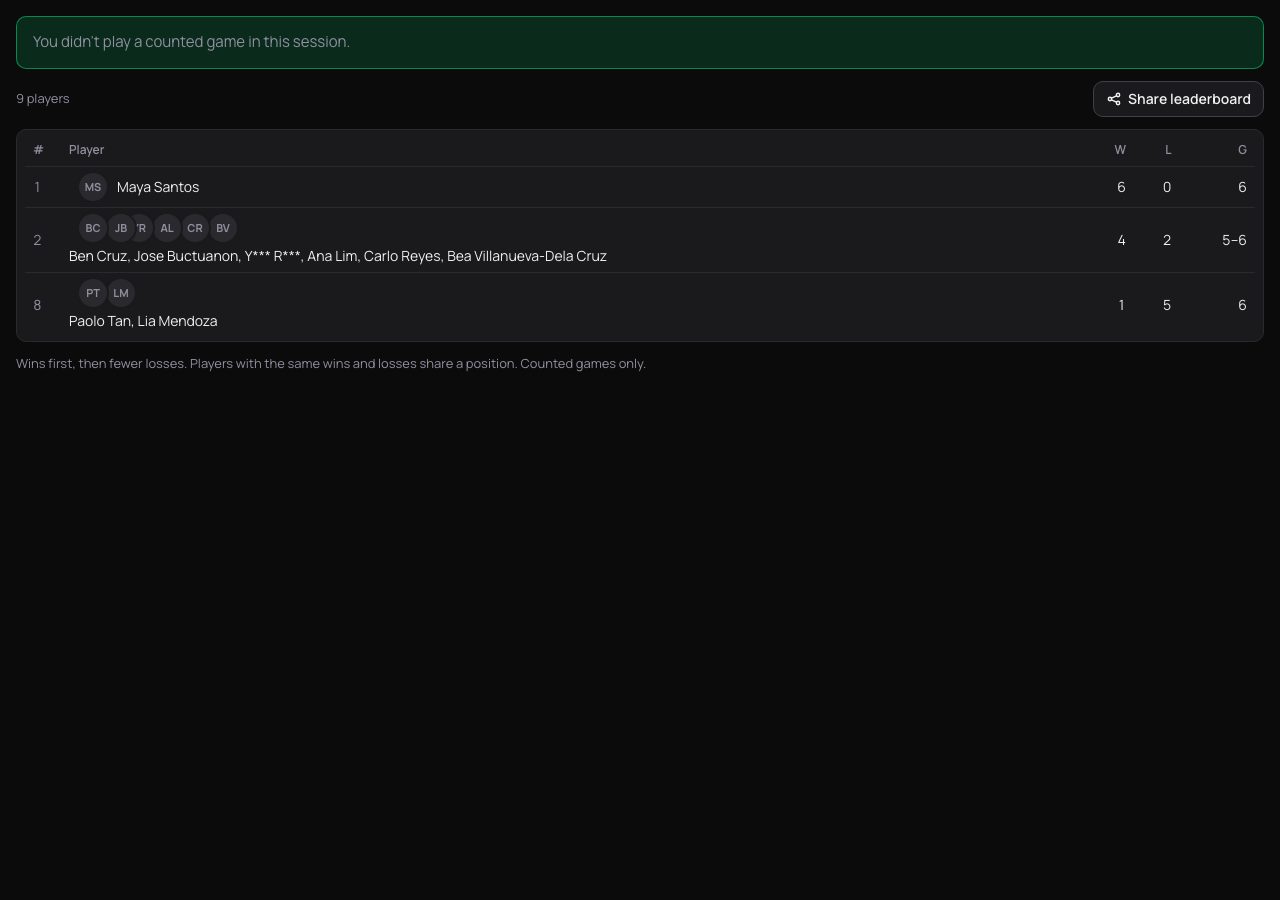 You didn't play a counted game in this session.
9 players
Share leaderboard
# Player W L G
1 MS Maya Santos 6 0 6
BC JB AL CR BV
2 4 2 5–6
Ben Cruz, Jose Buctuanon, Y*** R***, Ana Lim, Carlo Reyes, Bea Villanueva-Dela Cruz
PT LM
8 1 5 6
Paolo Tan, Lia Mendoza
Wins first, then fewer losses. Players with the same wins and losses share a position. Counted games only.